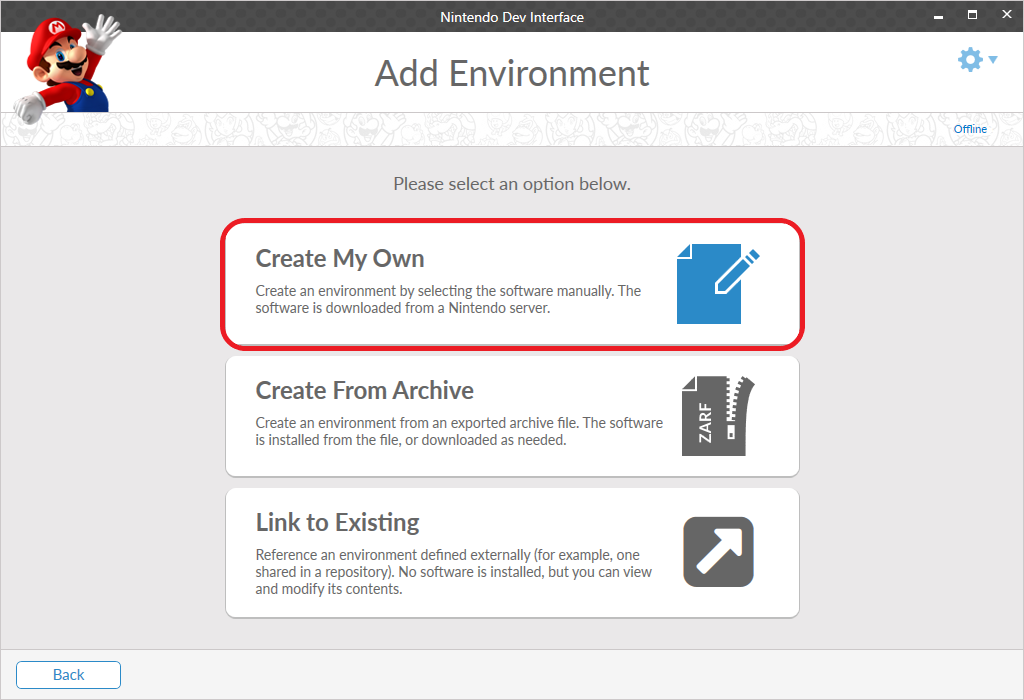 Nintendo Dev Interface
Add Environment
Offline
Please select an option below.
Create My Own
Create an environment by selecting the software manually. The
software is downloaded from a Nintendo server.
Create From Archive
Create an environment from an exported archive file. The software
is installed from the file, or downloaded as needed.
ZARF
Link to Existing
Reference an environment defined externally (for example, one
shared in a repository). No software is installed, but you can view
and modify its contents.
Back